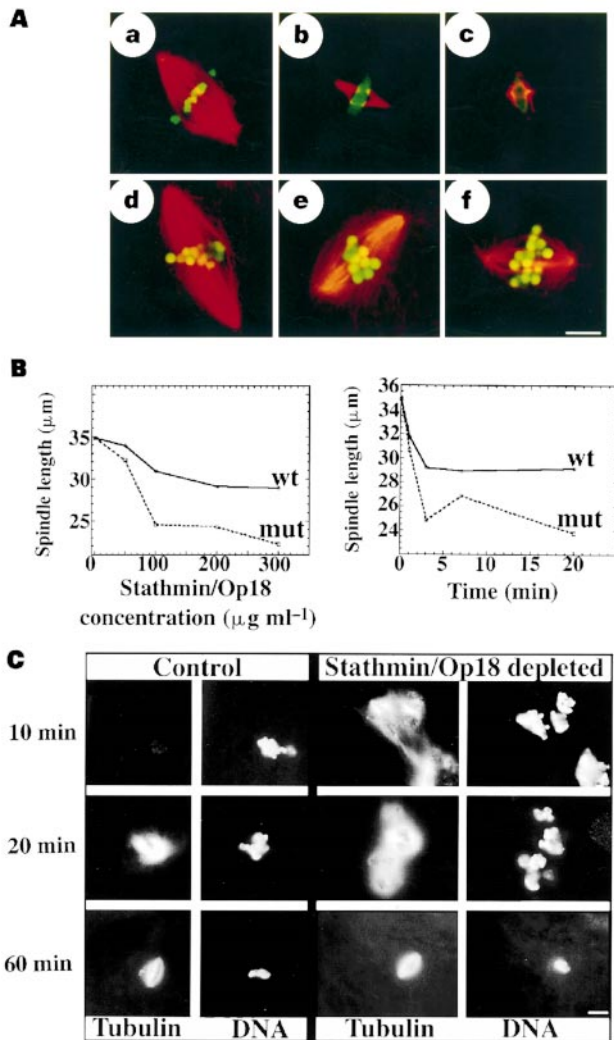 A
a
b
c
d
e
f
B
Spindle length (μm)
35
30
25
wt
mut
0
100
200
300
Stathmin/Op18
concentration (μg ml⁻¹)
Spindle length (μm)
36
34
32
30
28
26
24
wt
mut
0
5
10
15
20
Time (min)
C
Control
Stathmin/Op18 depleted
10 min
20 min
60 min
Tubulin
DNA
Tubulin
DNA